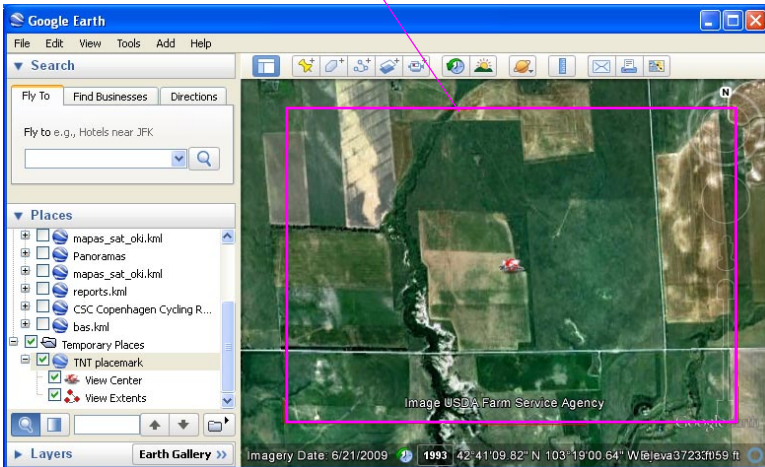 Google Earth
File Edit View Tools Add Help
Search
Fly To Find Businesses Directions
Fly to e.g., Hotels near JFK
Places
mapas_sat_oki.kml
Panoramas
mapas_sat_oki.kml
reports.kml
CSC Copenhagen Cycling R...
bas.kml
Temporary Places
TNT placemark
View Center
View Extents
Layers Earth Gallery >>
N
Image USDA Farm Service Agency
Google
Imagery Date: 6/21/2009 1993 42°41'09.82" N 103°19'00.64" W ft